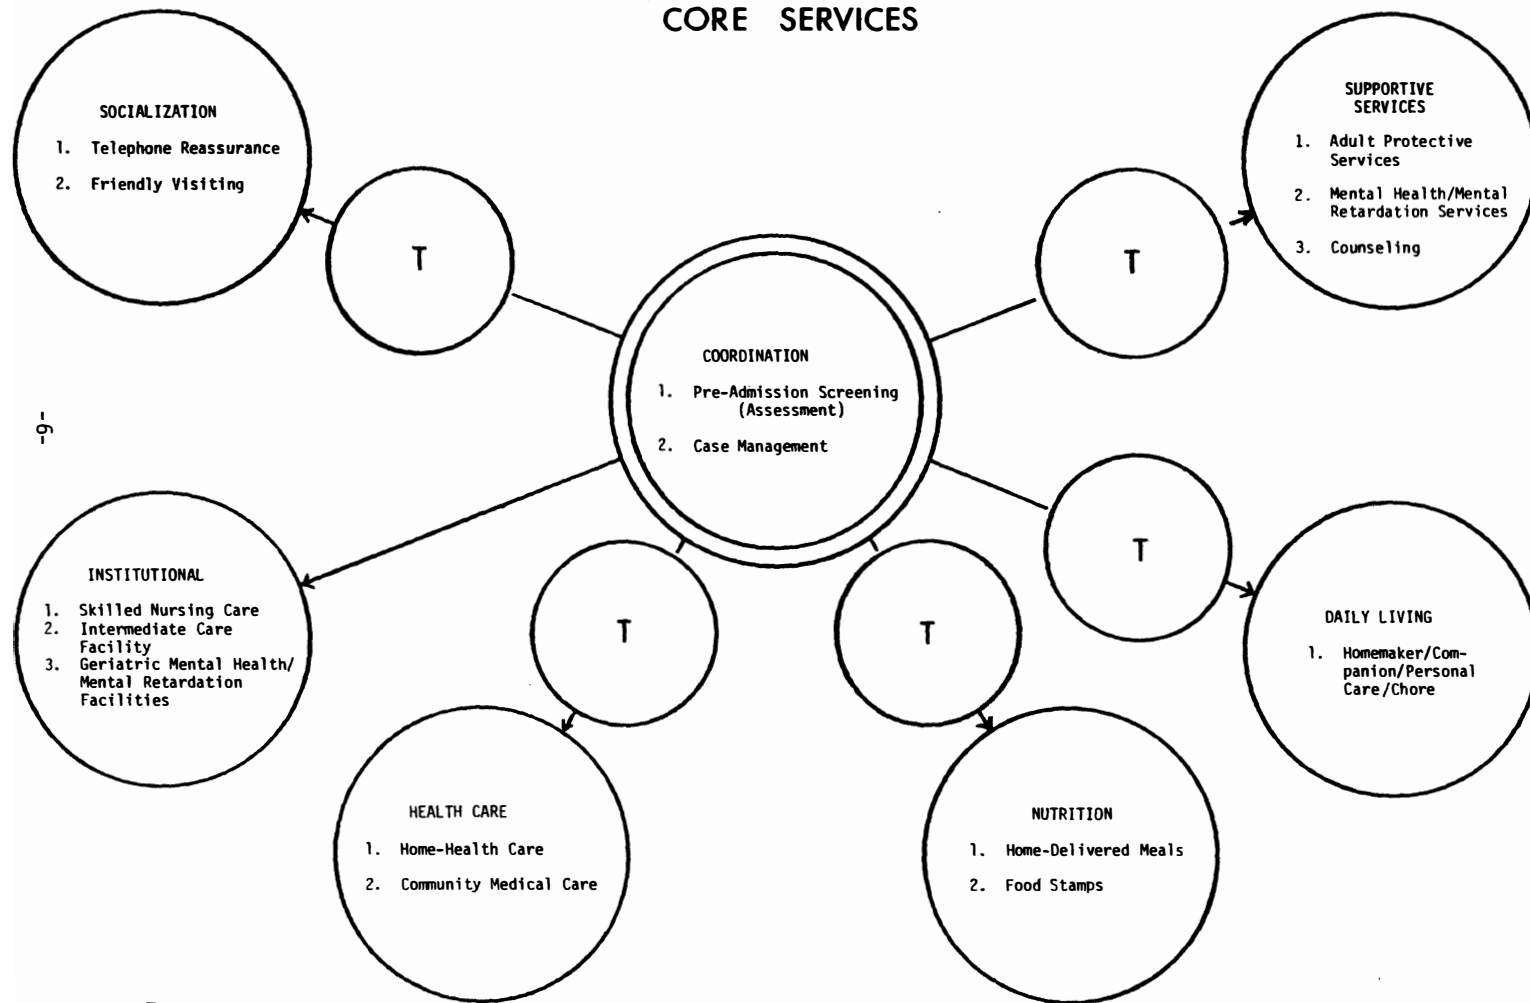 CORE SERVICES
SOCIALIZATION
1. Telephone Reassurance
2. Friendly Visiting
T
SUPPORTIVE
SERVICES
1. Adult Protective
Services
2. Mental Health/Mental
Retardation Services
3. Counseling
T
COORDINATION
1. Pre-Admission Screening
(Assessment)
2. Case Management
-9-
INSTITUTIONAL
1. Skilled Nursing Care
2. Intermediate Care
Facility
3. Geriatric Mental Health/
Mental Retardation
Facilities
T
DAILY LIVING
1. Homemaker/Com-
panion/Personal
Care/Chore
T
HEALTH CARE
1. Home-Health Care
2. Community Medical Care
T
NUTRITION
1. Home-Delivered Meals
2. Food Stamps